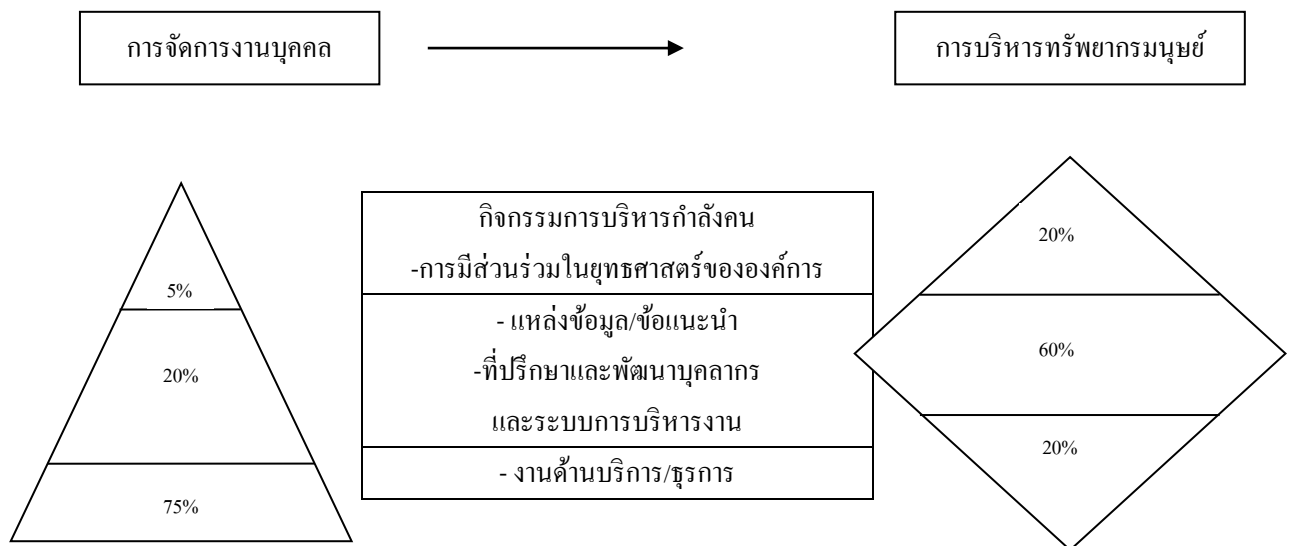 การจัดการงานบุคคล
การบริหารทรัพยากรมนุษย์
5%
20%
75%
กิจกรรมการบริหารกำลังคน
-การมีส่วนร่วมในยุทธศาสตร์ขององค์การ
- แหล่งข้อมูล/ข้อแนะนำ
-ที่ปรึกษาและพัฒนาบุคลากร
และระบบการบริหารงาน
- งานด้านบริการ/ธุรการ
20%
60%
20%